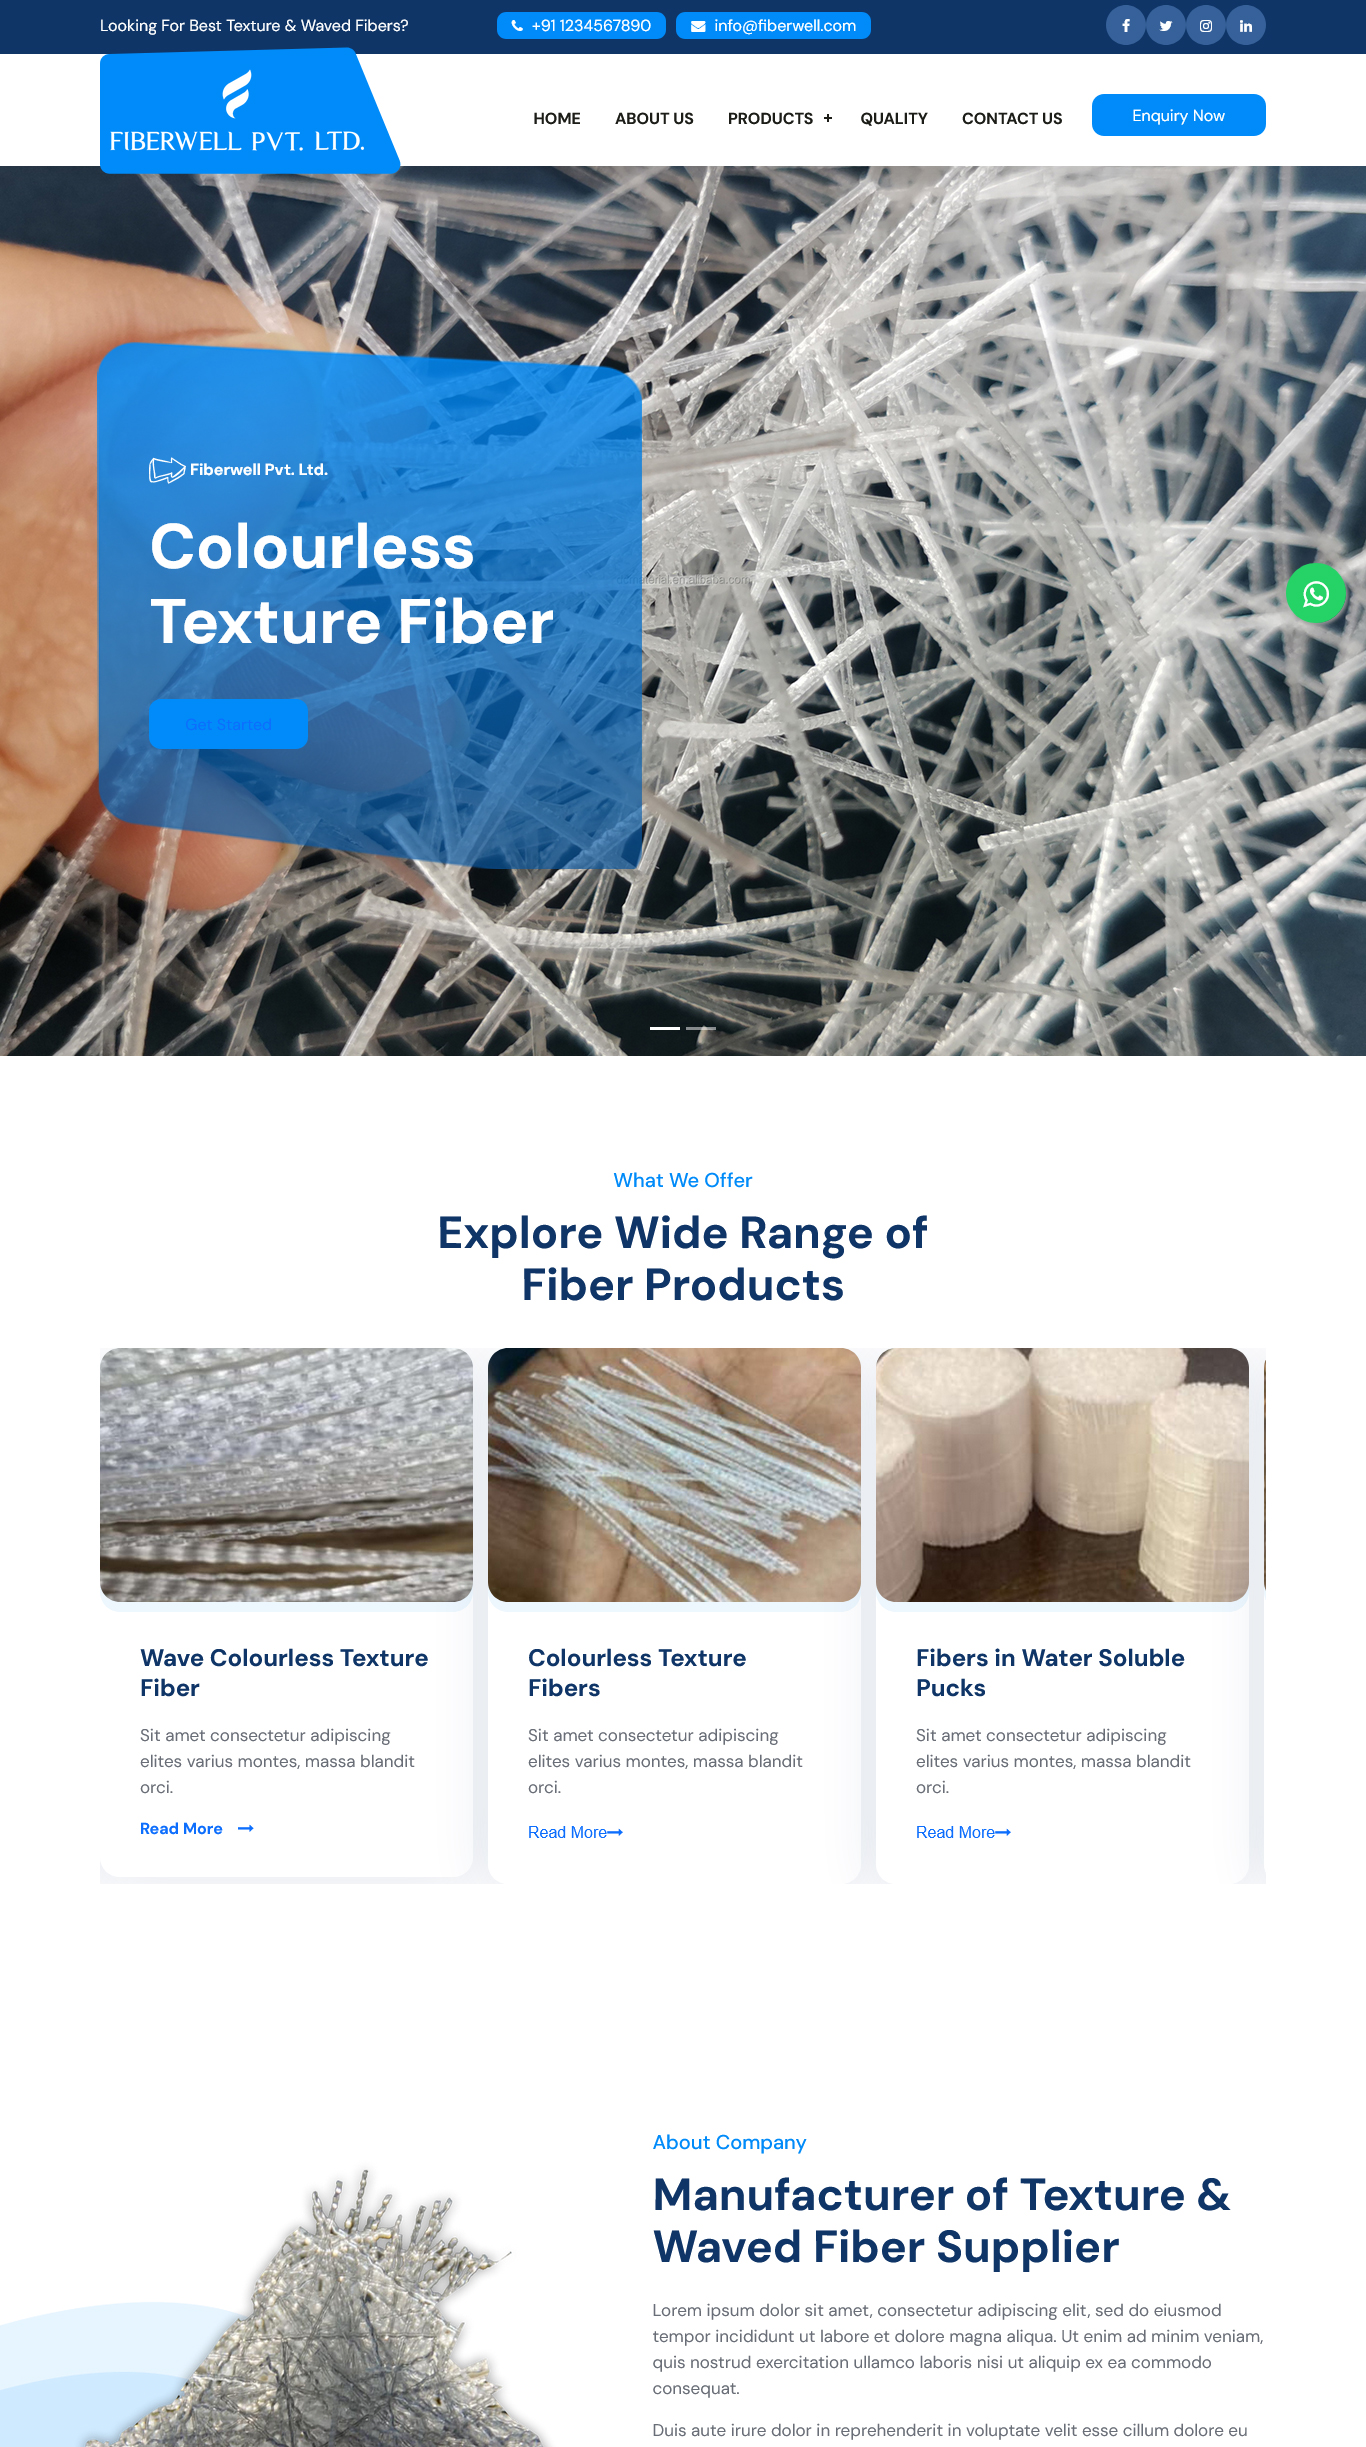 Looking For Best Texture & Waved Fibers?
+91 1234567890
info@fiberwell.com
FIBERWELL PVT. LTD.
HOME
ABOUT US
PRODUCTS +
QUALITY
CONTACT US
Enquiry Now
Fiberwell Pvt. Ltd.
Colourless
Texture Fiber
Get Started
What We Offer
Explore Wide Range of
Fiber Products
Wave Colourless Texture
Fiber
Sit amet consectetur adipiscing
elites varius montes, massa blandit
orci.
Read More
Colourless Texture
Fibers
Sit amet consectetur adipiscing
elites varius montes, massa blandit
orci.
Read More
Fibers in Water Soluble
Pucks
Sit amet consectetur adipiscing
elites varius montes, massa blandit
orci.
Read More
About Company
Manufacturer of Texture &
Waved Fiber Supplier
Lorem ipsum dolor sit amet, consectetur adipiscing elit, sed do eiusmod
tempor incididunt ut labore et dolore magna aliqua. Ut enim ad minim veniam,
quis nostrud exercitation ullamco laboris nisi ut aliquip ex ea commodo
consequat.
Duis aute irure dolor in reprehenderit in voluptate velit esse cillum dolore eu